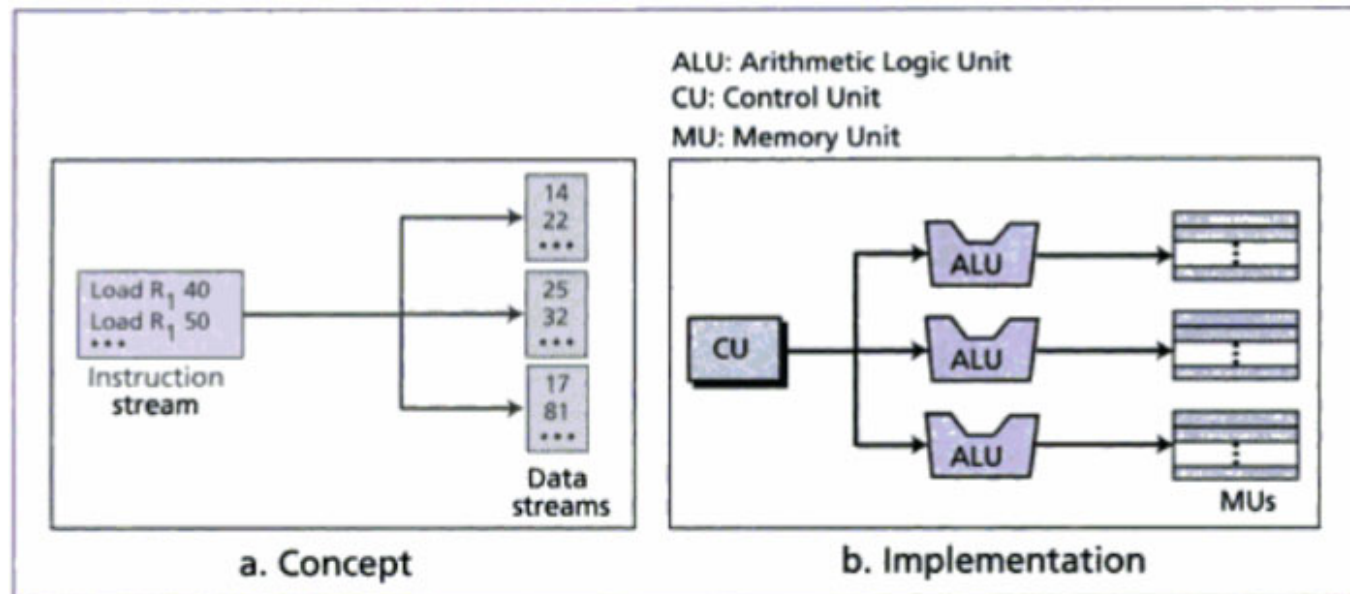 ALU: Arithmetic Logic Unit
CU: Control Unit
MU: Memory Unit
Load R1 40
Load R1 50
•••
Instruction
stream
14
22
•••
25
32
•••
17
81
•••
Data
streams
a. Concept
CU
ALU
ALU
ALU
MUs
b. Implementation